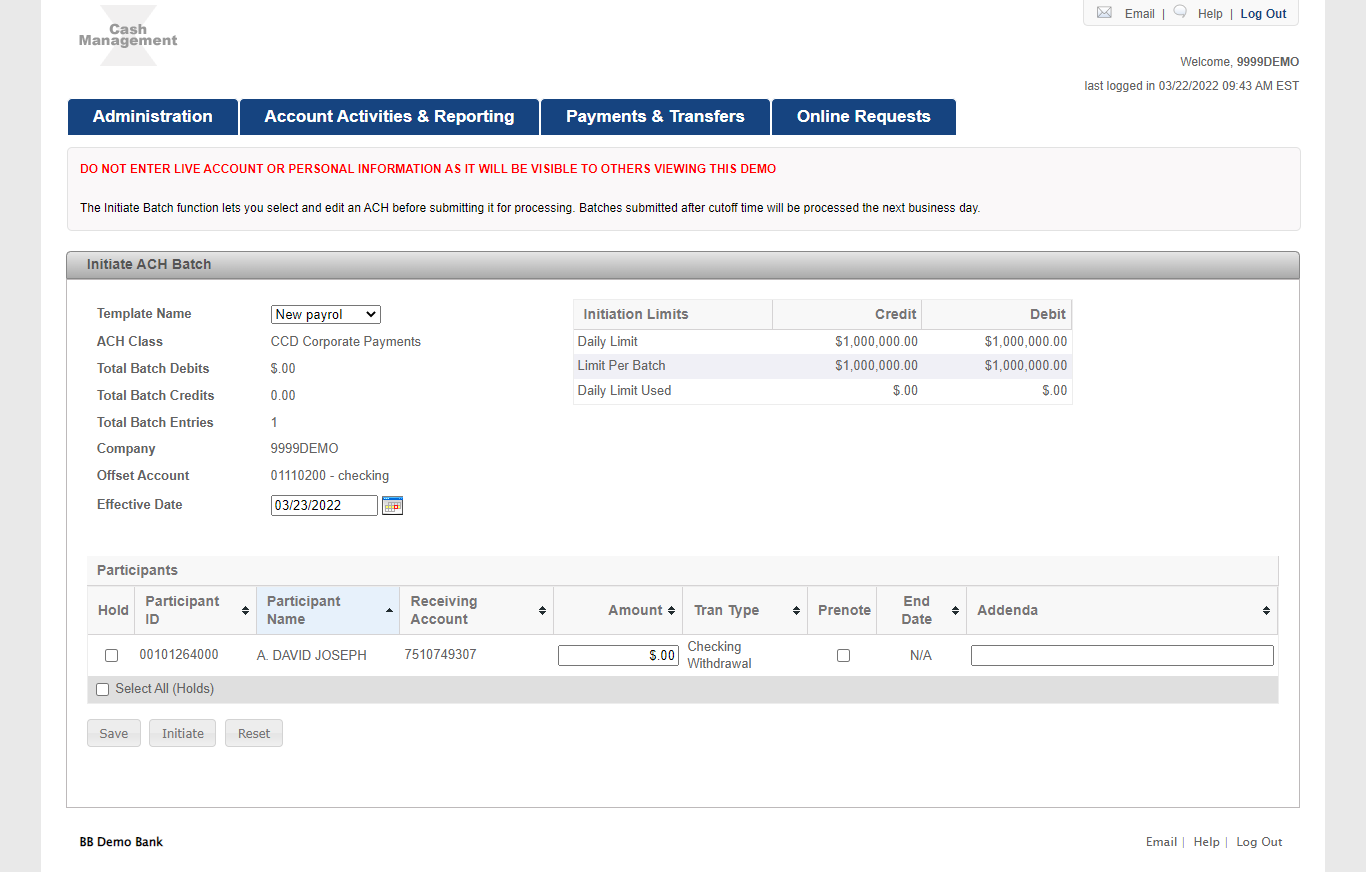 Cash
Management
Email | Help | Log Out
Welcome, 9999DEMO
last logged in 03/22/2022 09:43 AM EST
Administration
Account Activities & Reporting
Payments & Transfers
Online Requests
DO NOT ENTER LIVE ACCOUNT OR PERSONAL INFORMATION AS IT WILL BE VISIBLE TO OTHERS VIEWING THIS DEMO
The Initiate Batch function lets you select and edit an ACH before submitting it for processing. Batches submitted after cutoff time will be processed the next business day.
Initiate ACH Batch
Template Name New payrol
ACH Class CCD Corporate Payments
Total Batch Debits $.00
Total Batch Credits 0.00
Total Batch Entries 1
Company 9999DEMO
Offset Account 01110200 - checking
Effective Date 03/23/2022
Initiation Limits Credit Debit
Daily Limit $1,000,000.00 $1,000,000.00
Limit Per Batch $1,000,000.00 $1,000,000.00
Daily Limit Used $.00 $.00
Participants
Hold
Participant
ID
Participant
Name
Receiving
Account
Amount
Tran Type
Prenote
End
Date
Addenda
00101264000 A. DAVID JOSEPH 7510749307 $.00
Checking
Withdrawal
N/A
Select All (Holds)
Save Initiate Reset
BB Demo Bank
Email | Help | Log Out